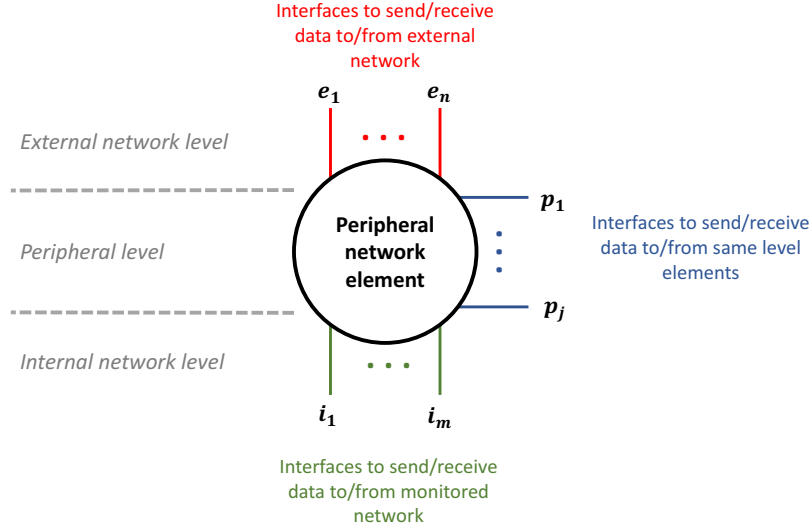 Interfaces to send/receive
data to/from external
network
e1 en
External network level
p1
Peripheral
network
element
Peripheral level
Interfaces to send/receive
data to/from same level
elements
pj
Internal network level
i1 im
Interfaces to send/receive
data to/from monitored
network